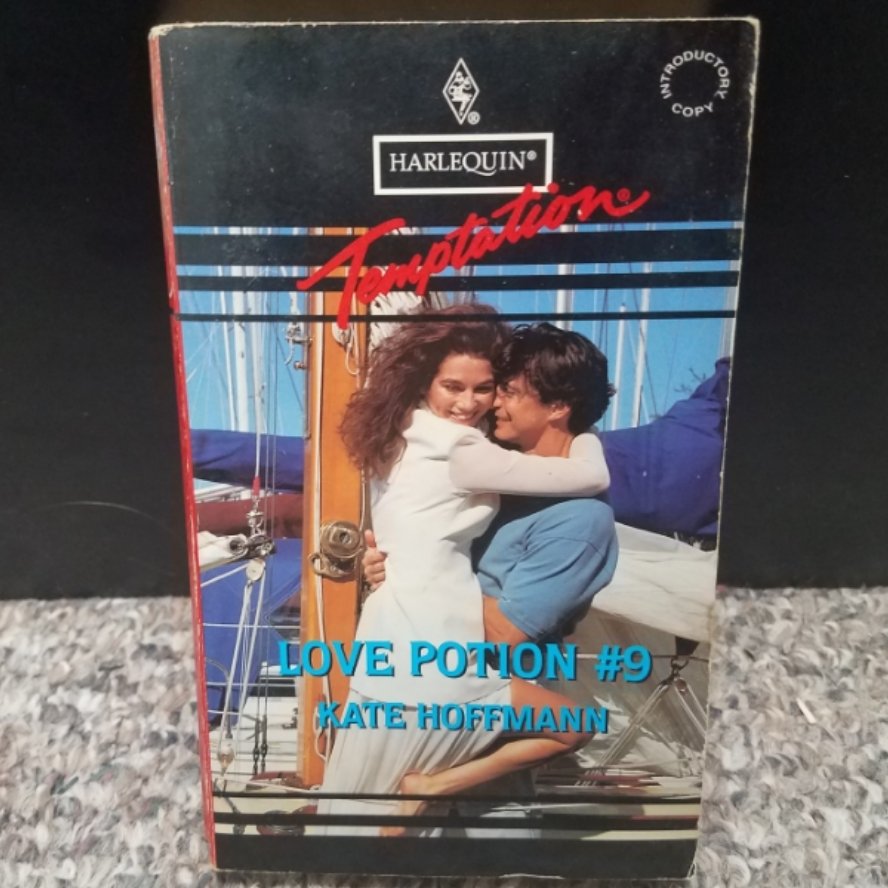 INTRODUCTORY
COPY
®
HARLEQUIN®
Temptation®
LOVE POTION #9
KATE HOFFMANN